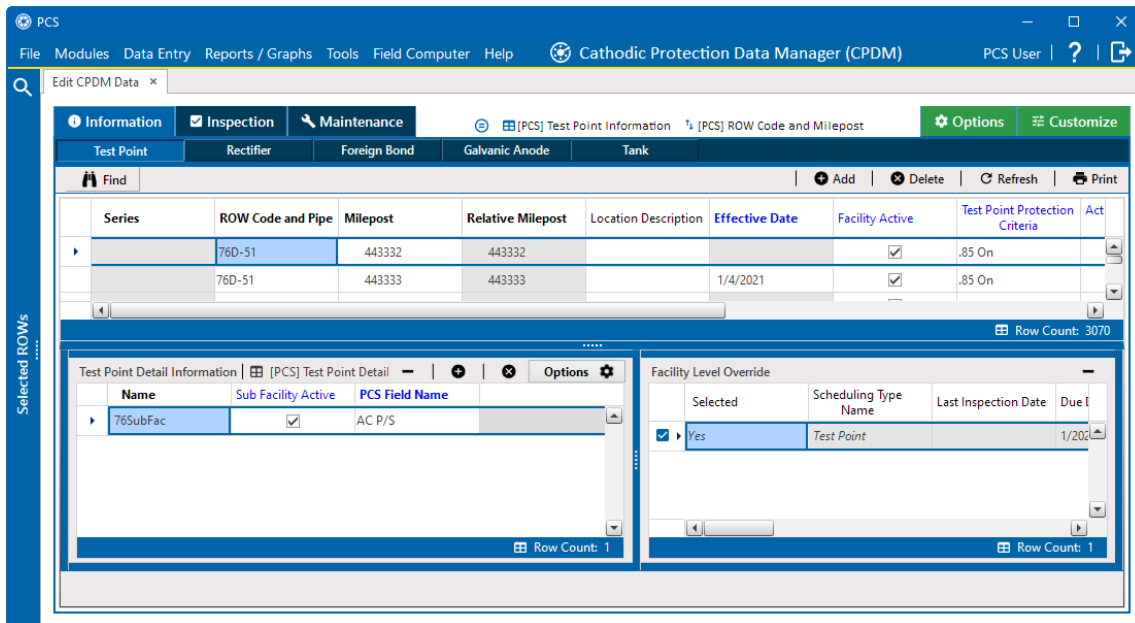 PCS
File Modules Data Entry Reports / Graphs Tools Field Computer Help Cathodic Protection Data Manager (CPDM) PCS User | ? |
Edit CPDM Data ×
Information Inspection Maintenance [PCS] Test Point Information [PCS] ROW Code and Milepost Options Customize
Test Point Rectifier Foreign Bond Galvanic Anode Tank
Find | Add | Delete | Refresh | Print
Series ROW Code and Pipe Milepost Relative Milepost Location Description Effective Date Facility Active Test Point Protection Act
Criteria
76D-51 443332 443332 .85 On
76D-51 443333 443333 1/4/2021 .85 On
Row Count: 3070
Selected ROWs
Test Point Detail Information | [PCS] Test Point Detail | | Options
Name Sub Facility Active PCS Field Name
76SubFac AC P/S
Row Count: 1
Facility Level Override
Selected Scheduling Type Last Inspection Date Due
Name
Yes Test Point 1/202
Row Count: 1